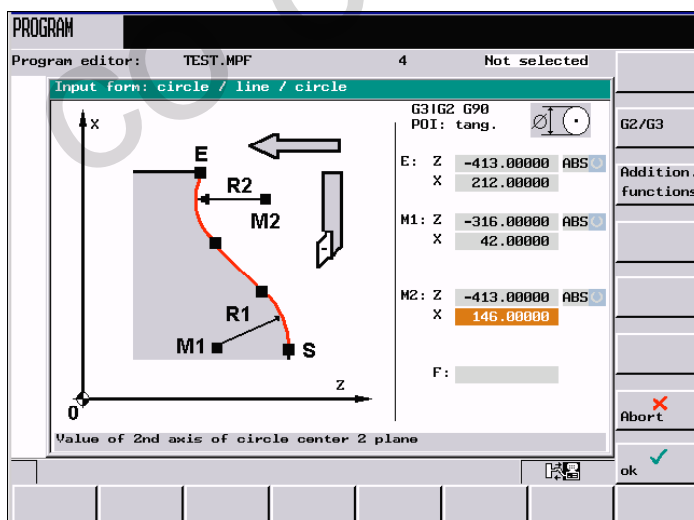 PROGRAM
Program editor: TEST.MPF 4 Not selected
Input form: circle / line / circle
G3IG2 G90
POI: tang.
G2/G3
Addition.
functions
X
E
R2
M2
R1
M1
S
Z
0
E: Z -413.00000 ABS
X 212.00000
M1: Z -316.00000 ABS
X 42.00000
M2: Z -413.00000 ABS
X 146.00000
F:
Abort
Value of 2nd axis of circle center 2 plane
ok